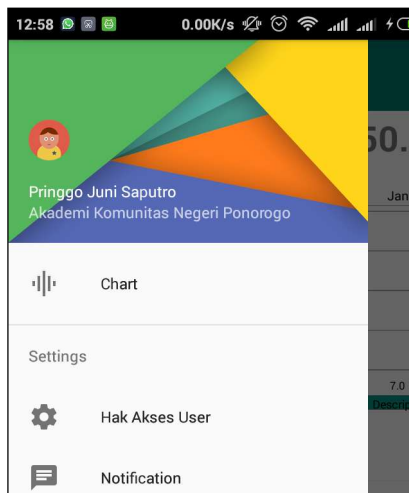 12:58 0.00K/s
50.
Pringgo Juni Saputro
Akademi Komunitas Negeri Ponorogo
Jan
Chart
Settings
7.0
Descrip
Hak Akses User
Notification